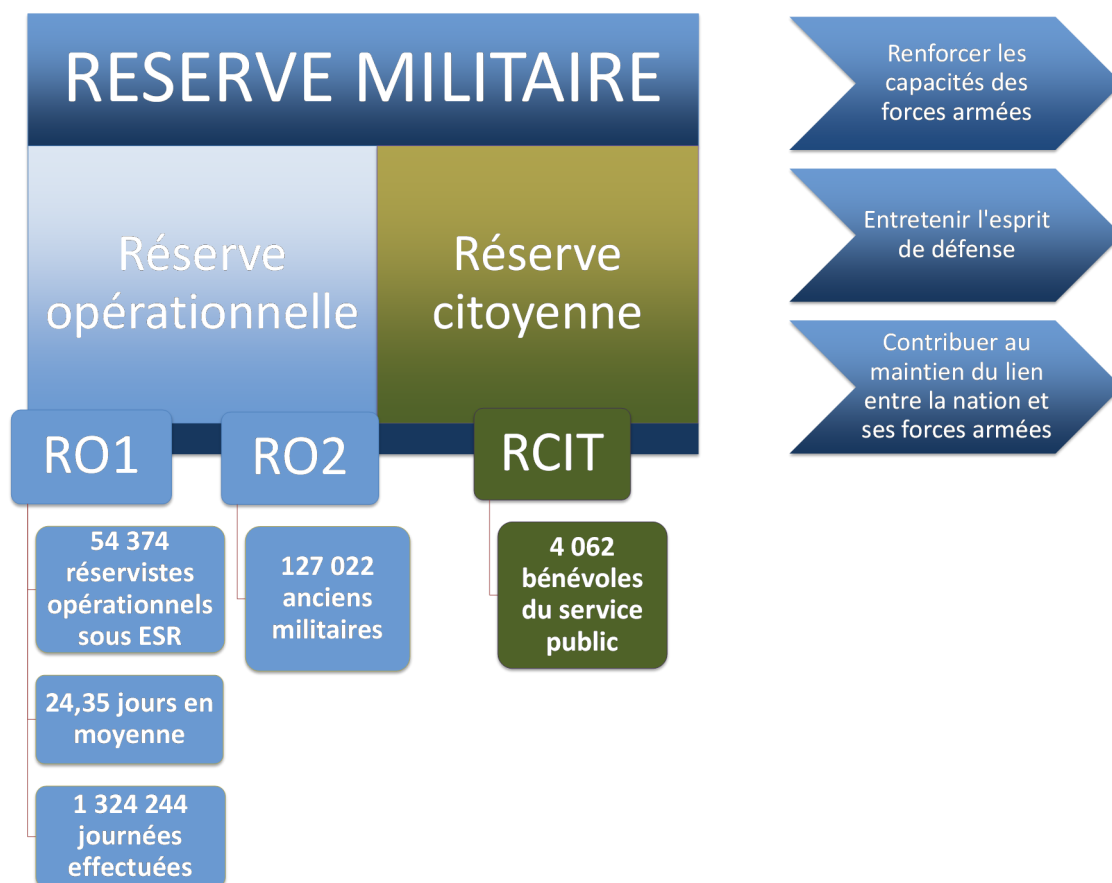 RESERVE MILITAIRE
Réserve
opérationnelle
Réserve
citoyenne
RO1
54 374
réservistes
opérationnels
sous ESR
24,35 jours en
moyenne
1 324 244
journées
effectuées
RO2
127 022
anciens
militaires
RCIT
4 062
bénévoles
du service
public
Renforcer les
capacités des
forces armées
Entretenir l'esprit
de défense
Contribuer au
maintien du lien
entre la nation et
ses forces armées